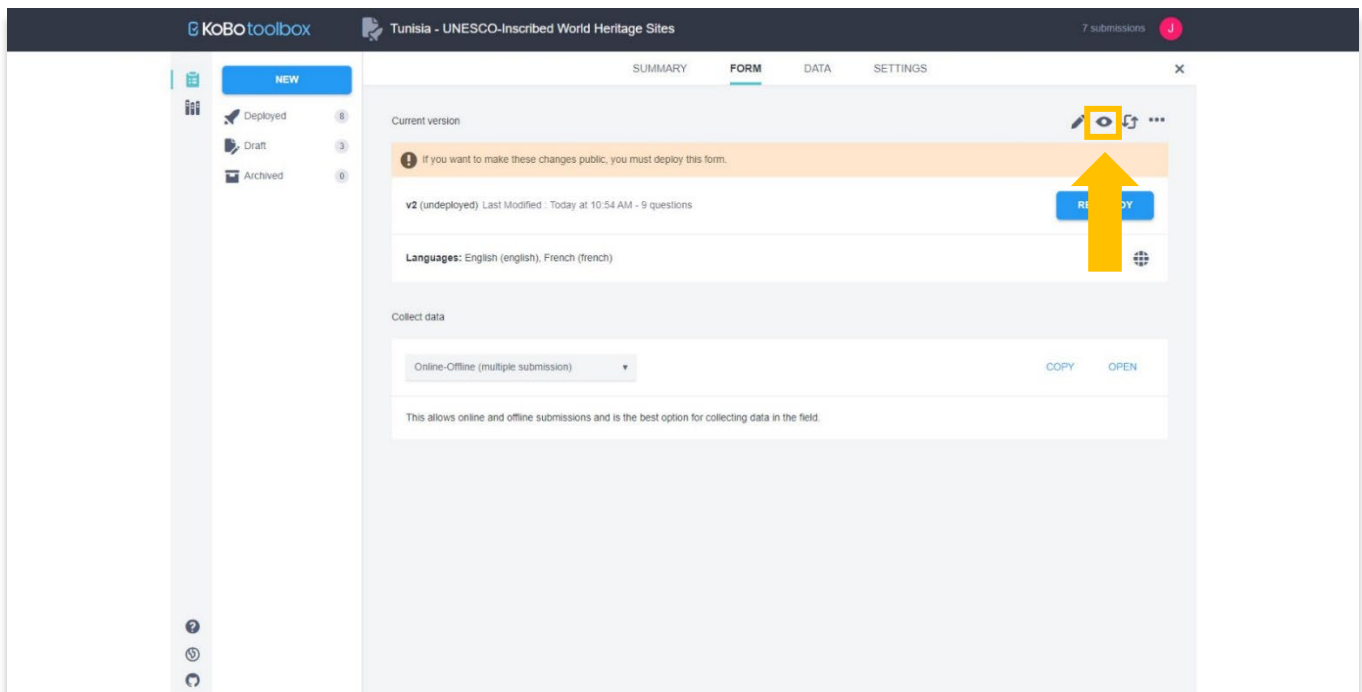 KoBotoolbox
Tunisia - UNESCO-Inscribed World Heritage Sites
7 submissions
J
NEW
Deployed 8
Draft 3
Archived 0
SUMMARY FORM DATA SETTINGS
Current version
If you want to make these changes public, you must deploy this form.
v2 (undeployed) Last Modified : Today at 10:54 AM - 9 questions
Languages: English (english), French (french)
Collect data
Online-Offline (multiple submission)
COPY OPEN
This allows online and offline submissions and is the best option for collecting data in the field.